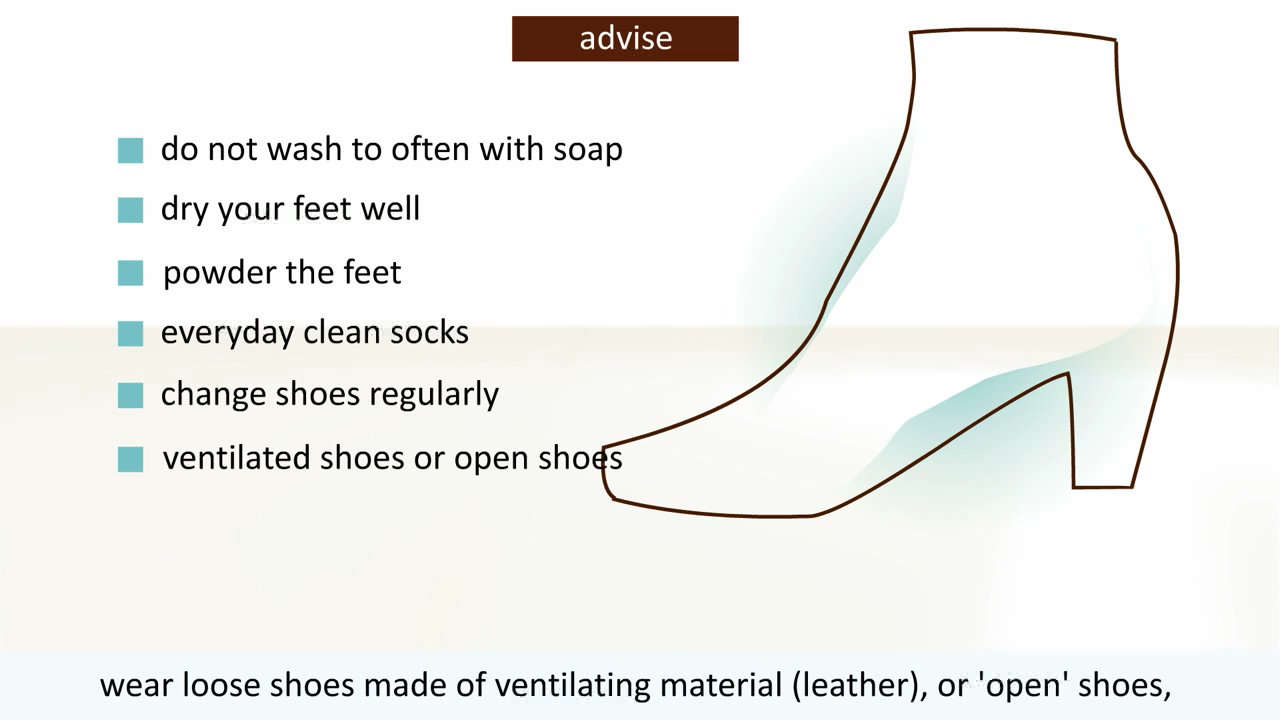 advise
do not wash to often with soap
dry your feet well
powder the feet
everyday clean socks
change shoes regularly
ventilated shoes or open shoes
wear loose shoes made of ventilating material (leather), or 'open' shoes,